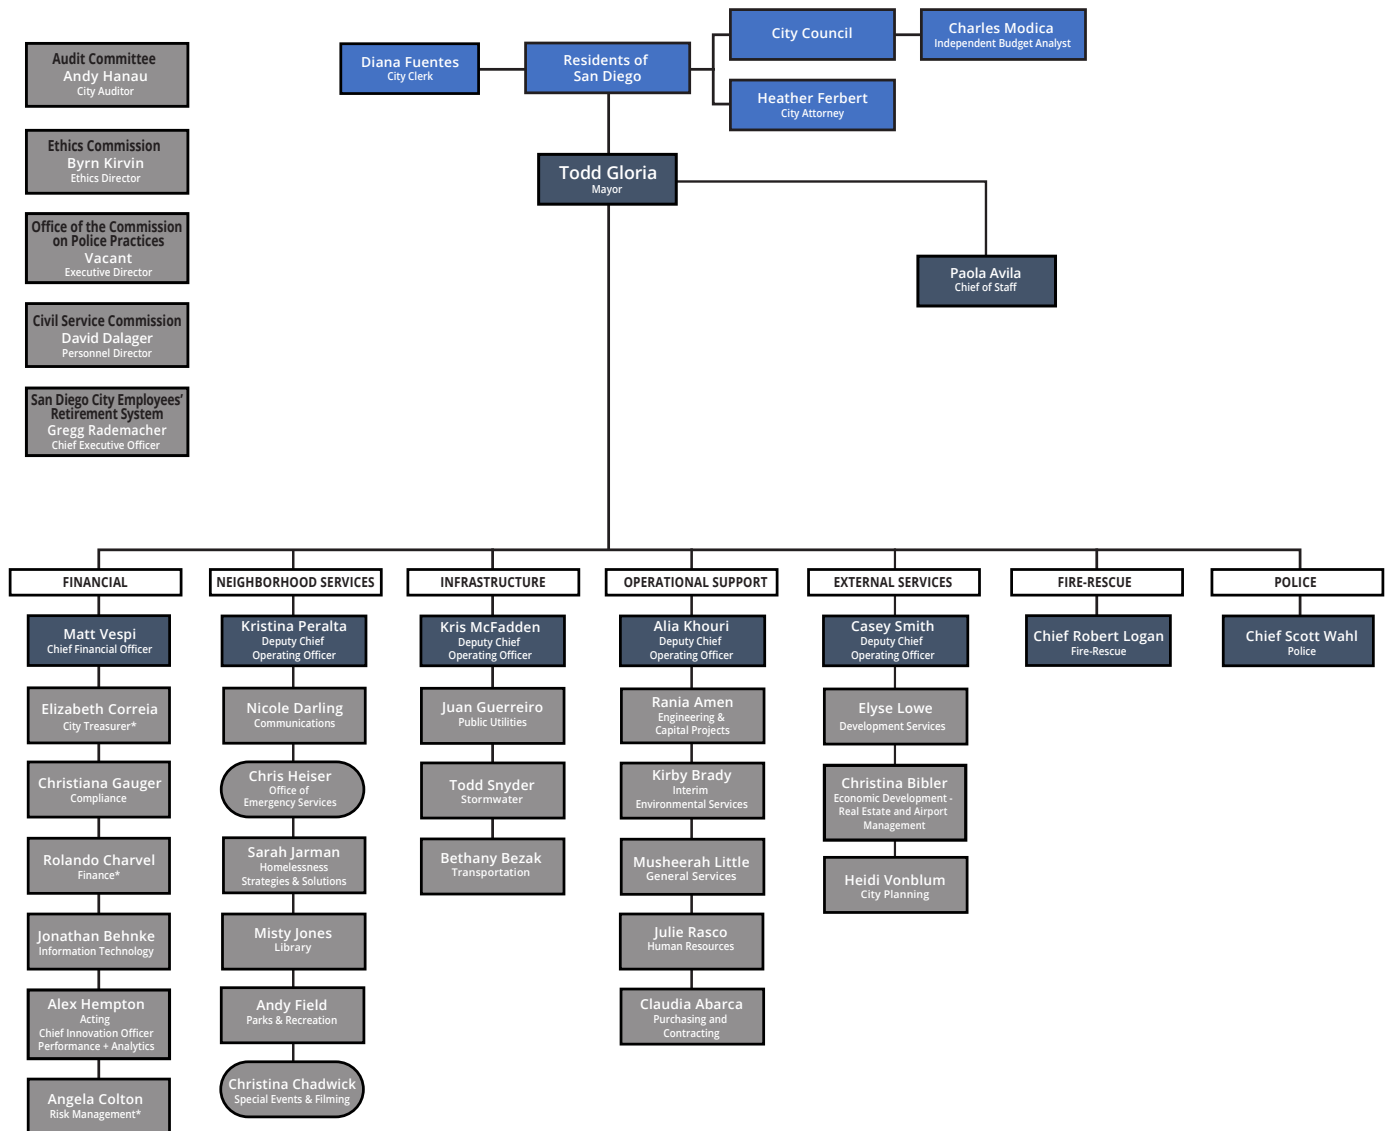 Audit Committee
Andy Hanau
City Auditor
Ethics Commission
Byrn Kirvin
Ethics Director
Office of the Commission
on Police Practices
Vacant
Executive Director
Civil Service Commission
David Dalager
Personnel Director
San Diego City Employees’
Retirement System
Gregg Rademacher
Chief Executive Officer
Diana Fuentes
City Clerk
Residents of
San Diego
City Council
Charles Modica
Independent Budget Analyst
Heather Ferbert
City Attorney
Todd Gloria
Mayor
Paola Avila
Chief of Staff
FINANCIAL
Matt Vespi
Chief Financial Officer
Elizabeth Correia
City Treasurer*
Christiana Gauger
Compliance
Rolando Charvel
Finance*
Jonathan Behnke
Information Technology
Alex Hempton
Acting
Chief Innovation Officer
Performance + Analytics
Angela Colton
Risk Management*
NEIGHBORHOOD SERVICES
Kristina Peralta
Deputy Chief
Operating Officer
Nicole Darling
Communications
Chris Heiser
Office of
Emergency Services
Sarah Jarman
Homelessness
Strategies & Solutions
Misty Jones
Library
Andy Field
Parks & Recreation
Christina Chadwick
Special Events & Filming
INFRASTRUCTURE
Kris McFadden
Deputy Chief
Operating Officer
Juan Guerreiro
Public Utilities
Todd Snyder
Stormwater
Bethany Bezak
Transportation
OPERATIONAL SUPPORT
Alia Khouri
Deputy Chief
Operating Officer
Rania Amen
Engineering &
Capital Projects
Kirby Brady
Interim
Environmental Services
Musheerah Little
General Services
Julie Rasco
Human Resources
Claudia Abarca
Purchasing and
Contracting
EXTERNAL SERVICES
Casey Smith
Deputy Chief
Operating Officer
Elyse Lowe
Development Services
Christina Bibler
Economic Development -
Real Estate and Airport
Management
Heidi Vonblum
City Planning
FIRE-RESCUE
Chief Robert Logan
Fire-Rescue
POLICE
Chief Scott Wahl
Police